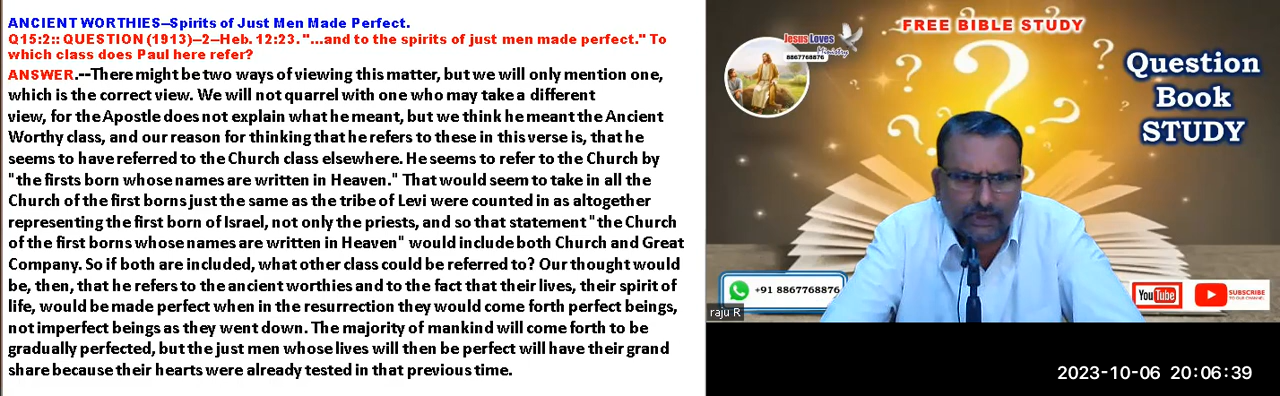 ANCIENT WORTHIES--Spirits of Just Men Made Perfect.
Q15:2:: QUESTION (1913)--2--Heb. 12:23. "...and to the spirits of just men made perfect." To
which class does Paul here refer?
ANSWER.--There might be two ways of viewing this matter, but we will only mention one,
which is the correct view. We will not quarrel with one who may take a different
view, for the Apostle does not explain what he meant, but we think he meant the Ancient
Worthy class, and our reason for thinking that he refers to these in this verse is, that he
seems to have referred to the Church class elsewhere. He seems to refer to the Church by
"the firsts born whose names are written in Heaven." That would seem to take in all the
Church of the first borns just the same as the tribe of Levi were counted in as altogether
representing the first born of Israel, not only the priests, and so that statement "the Church
of the first borns whose names are written in Heaven" would include both Church and Great
Company. So if both are included, what other class could be referred to? Our thought would
be, then, that he refers to the ancient worthies and to the fact that their lives, their spirit of
life, would be made perfect when in the resurrection they would come forth perfect beings,
not imperfect beings as they went down. The majority of mankind will come forth to be
gradually perfected, but the just men whose lives will then be perfect will have their grand
share because their hearts were already tested in that previous time.
FREE BIBLE STUDY
Jesus Loves
Ministry
8867768876
Question
Book
STUDY
+91 8867768876
raju R
YouTube
SUBSCRIBE
TO OUR CHANNEL
2023-10-06 20:06:39